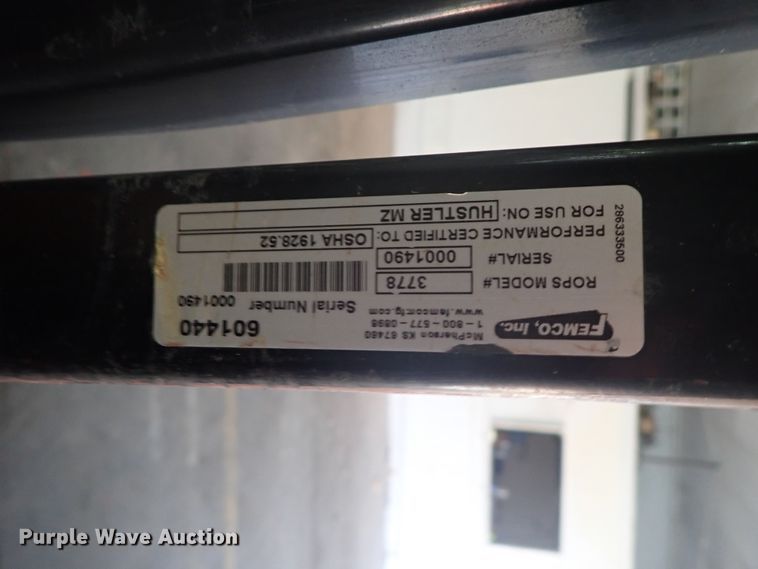 FEMCO, Inc.
McPherson KS 67460
1-800-577-0898
www.femcomfg.com
601440
ROPS MODEL# 3778
SERIAL# 0001490
Serial Number
0001490
PERFORMANCE CERTIFIED TO: OSHA 1928.52
FOR USE ON: HUSTLER MZ
286333500
Purple Wave Auction